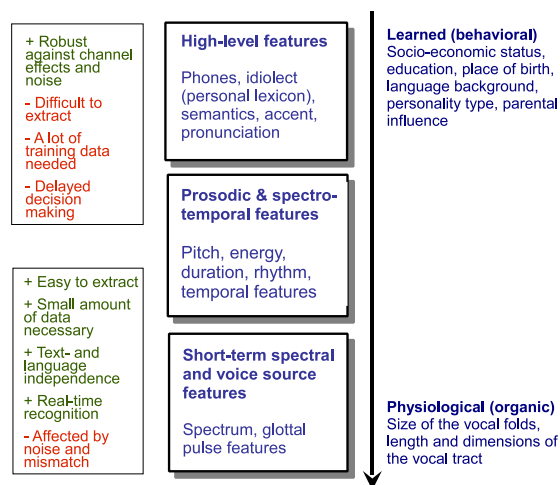 + Robust
against channel
effects and
noise
- Difficult to
extract
- A lot of
training data
needed
- Delayed
decision
making
High-level features
Phones, idiolect
(personal lexicon),
semantics, accent,
pronunciation
Learned (behavioral)
Socio-economic status,
education, place of birth,
language background,
personality type, parental
influence
Prosodic & spectro-
temporal features
Pitch, energy,
duration, rhythm,
temporal features
+ Easy to extract
+ Small amount
of data
necessary
+ Text- and
language
independence
+ Real-time
recognition
- Affected by
noise and
mismatch
Short-term spectral
and voice source
features
Spectrum, glottal
pulse features
Physiological (organic)
Size of the vocal folds,
length and dimensions of
the vocal tract